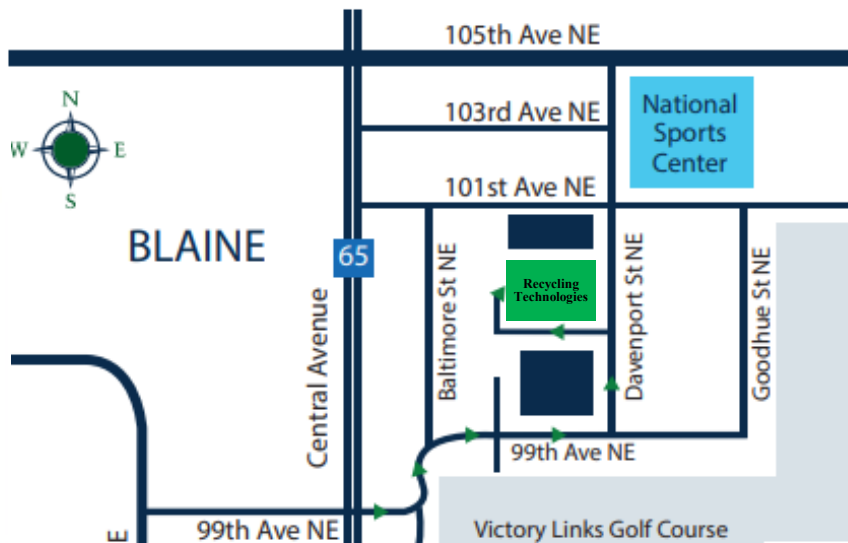 105th Ave NE
103rd Ave NE
National
Sports
Center
N
W
E
S
101st Ave NE
BLAINE
65
Recycling
Technologies
Central Avenue
Baltimore St NE
Davenport St NE
Goodhue St NE
99th Ave NE
99th Ave NE
Victory Links Golf Course
E